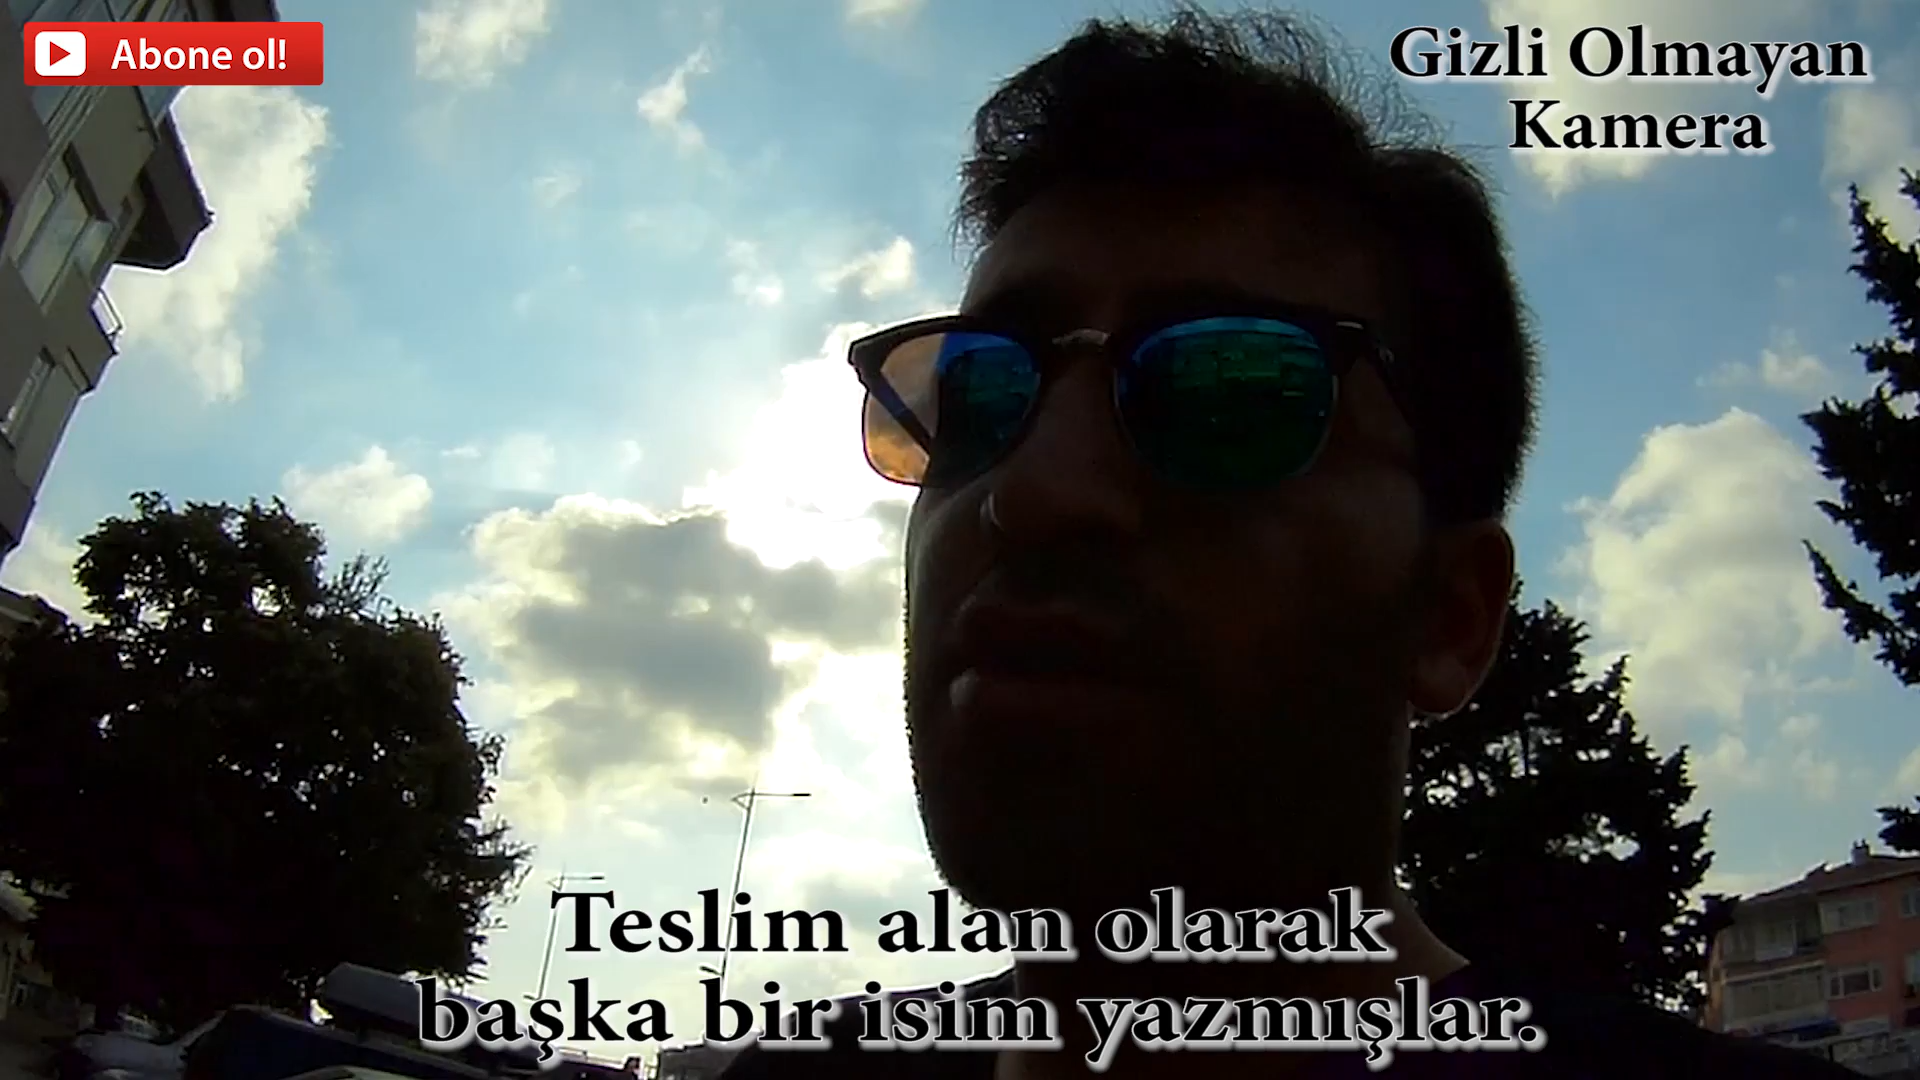 Abone ol!
Gizli Olmayan
Kamera
Teslim alan olarak
başka bir isim yazmışlar.